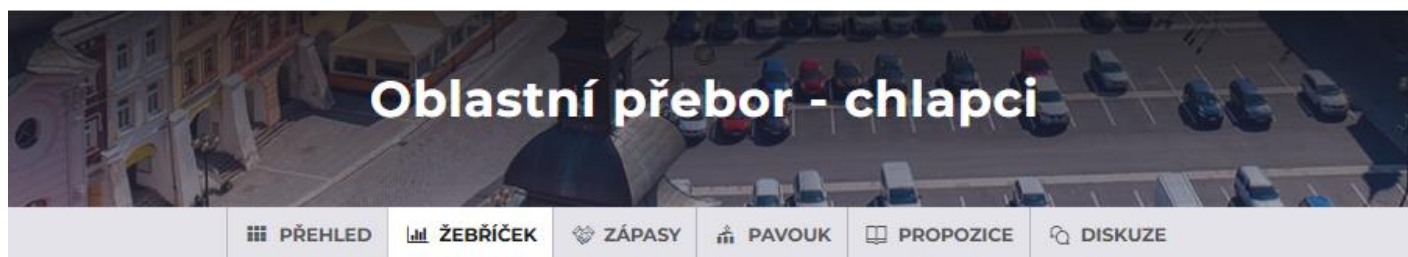 Oblastní přebor - chlapci
PŘEHLED ŽEBŘÍČEK ZÁPASY PAVOUK PROPOZICE DISKUZE